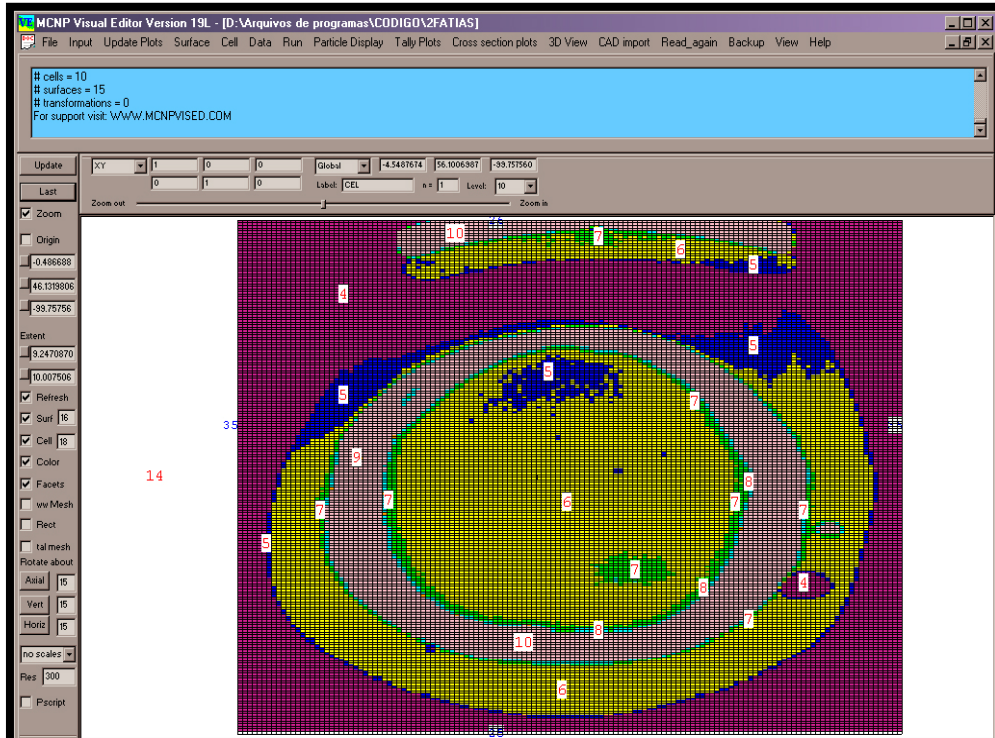 MCNP Visual Editor Version 19L - [D:\Arquivos de programas\CODIGO\2FATIAS]
File Input Update Plots Surface Cell Data Run Particle Display Tally Plots Cross section plots 3D View CAD import Read_again Backup View Help
# cells = 10
# surfaces = 15
# transformations = 0
For support visit: WWW.MCNPVISED.COM
Update XY 1 0 0 Global -4.5487674 56.1006987 -99.757560
Last 0 1 0 Label: CEL n = 1 Level: 10
Zoom out Zoom in
Zoom
Origin
-0.486688
46.1319806
-99.75756
Extent
9.2470870
10.007506
Refresh
Surf 16
Cell 18
Color
Facets
ww Mesh
Rect
tal mesh
Rotate about
Axial 15
Vert 15
Horiz 15
no scales
Res 300
Pscript
10 7 6 5
4
5
5 5
7
35
9
14
8
7 7 6 7 7
5
7 4
8
7
8
10
6